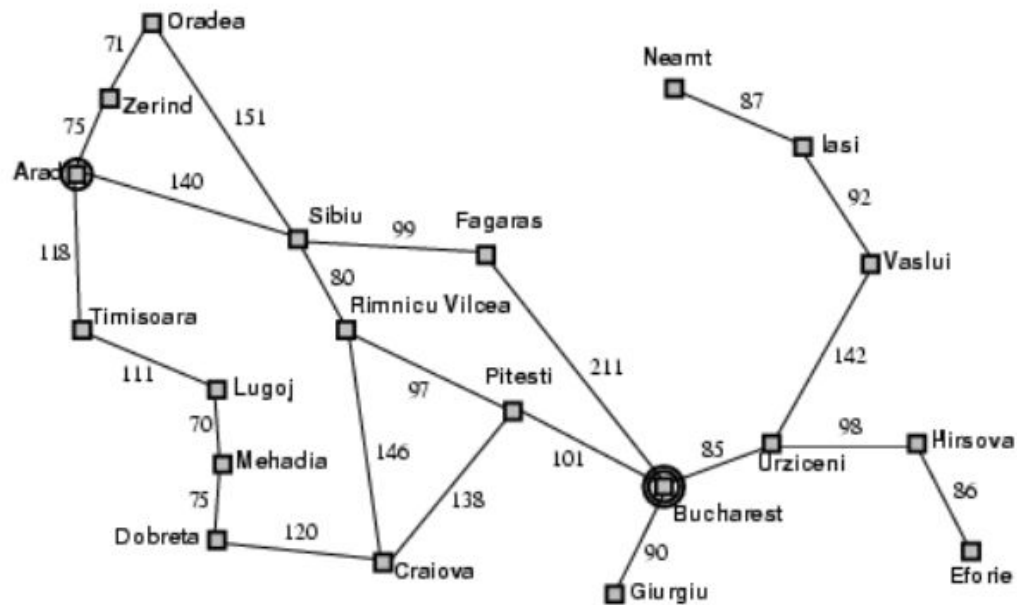 Oradea
71
Neamt
87
Zerind
151
75
Iasi
Arad
140
92
Sibiu
99
Fagaras
118
80
Vaslui
Timisoara
Rimnicu Vilcea
142
111
Lugoj
97
Pitesti
211
70
98
Hirsova
Mehadia
146
101
85
Urziceni
86
75
138
Bucharest
Dobreta
120
90
Craiova
Eforie
Giurgiu